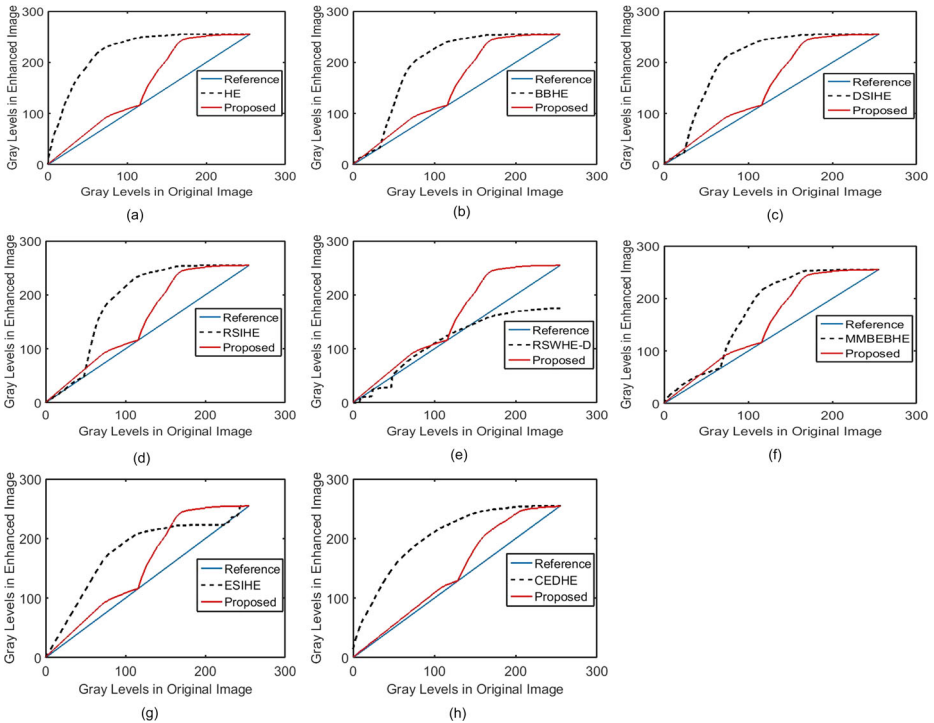 Gray Levels in Enhanced Image
300
200
100
0
0
100
200
300
Reference
HE
Proposed
Gray Levels in Original Image
(a)
Gray Levels in Enhanced Image
300
200
100
0
0
100
200
300
Reference
BBHE
Proposed
Gray Levels in Original Image
(b)
Gray Levels in Enhanced Image
300
200
100
0
0
100
200
300
Reference
DSIHE
Proposed
Gray Levels in Original Image
(c)
Gray Levels in Enhanced Image
300
200
100
0
0
100
200
300
Reference
RSIHE
Proposed
Gray Levels in Original Image
(d)
Gray Levels in Enhanced Image
300
200
100
0
0
100
200
300
Reference
RSWHE-D
Proposed
Gray Levels in Original Image
(e)
Gray Levels in Enhanced Image
300
200
100
0
0
100
200
300
Reference
MMBEBHE
Proposed
Gray Levels in Original Image
(f)
Gray Levels in Enhanced Image
300
200
100
0
0
100
200
300
Reference
ESIHE
Proposed
Gray Levels in Original Image
(g)
Gray Levels in Enhanced Image
300
200
100
0
0
100
200
300
Reference
CEDHE
Proposed
Gray Levels in Original Image
(h)